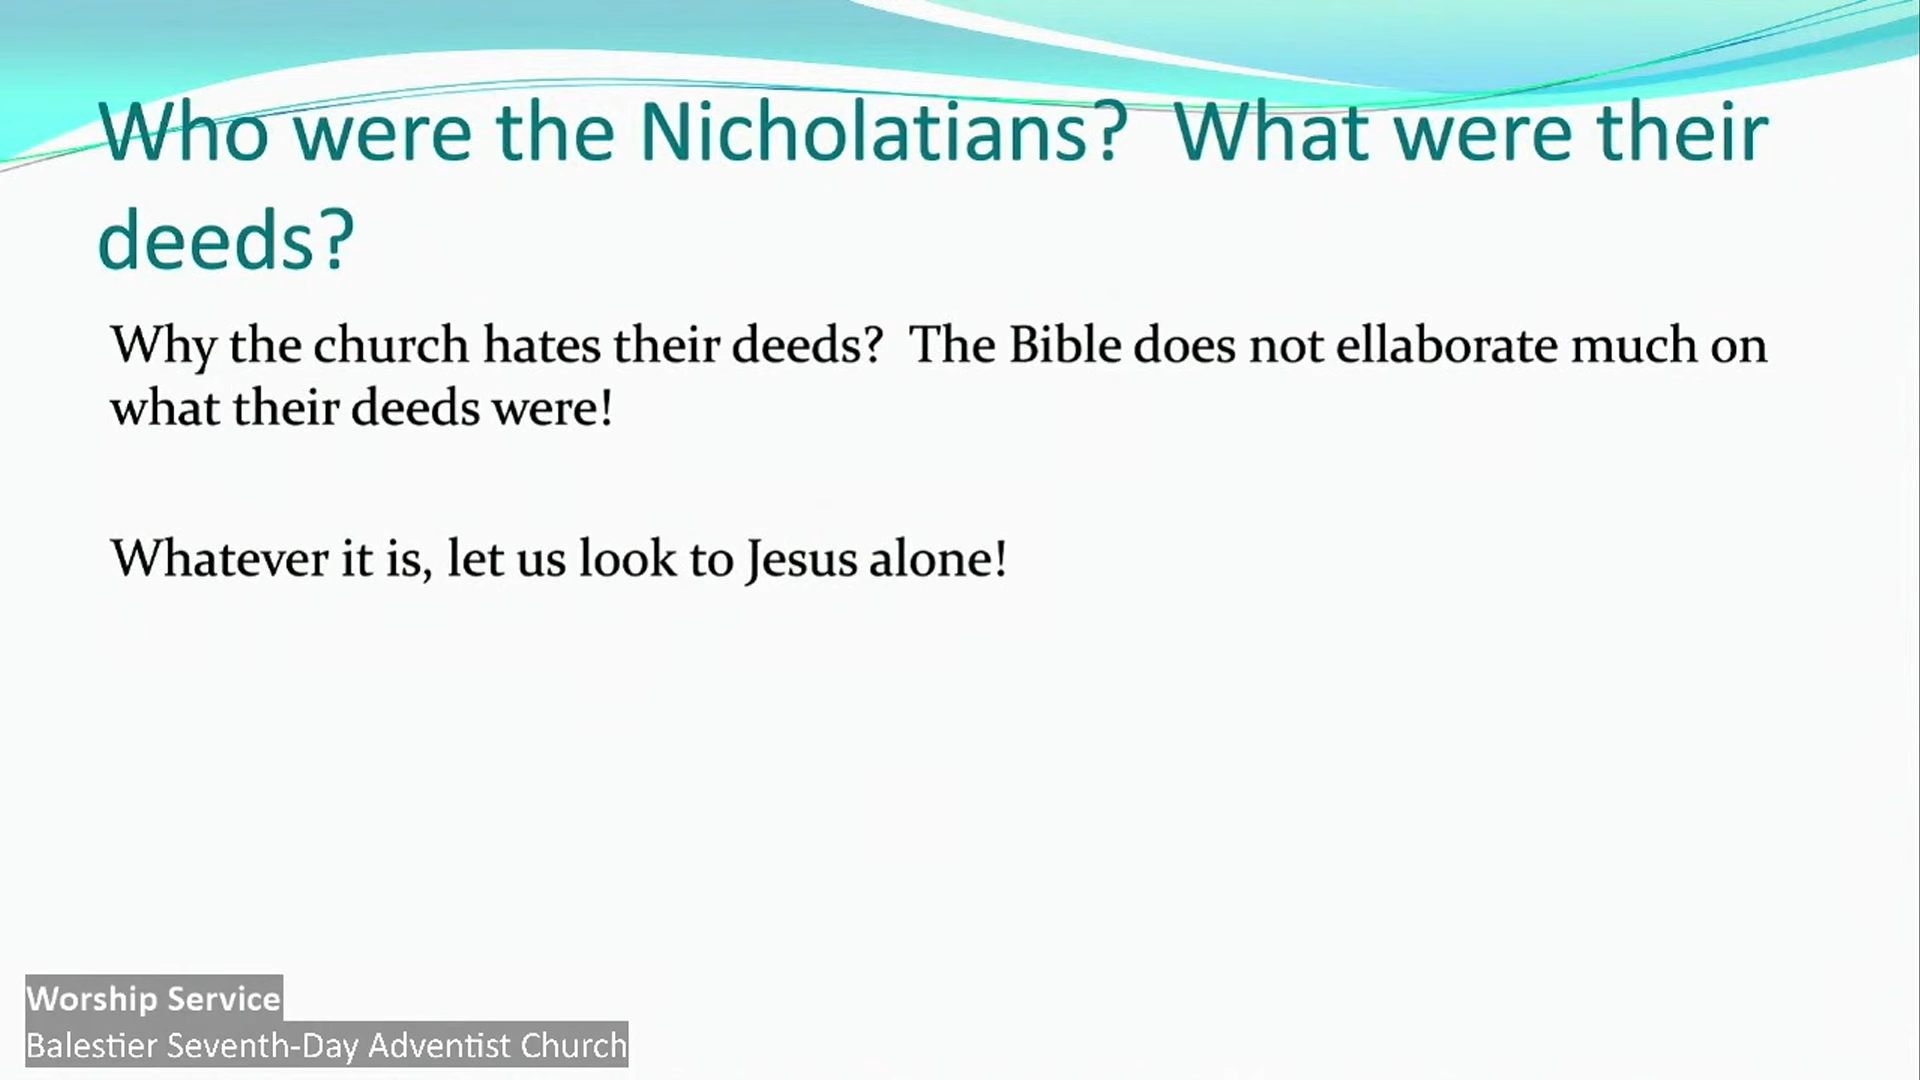 Who were the Nicholatians?  What were their
deeds?
Why the church hates their deeds?  The Bible does not ellaborate much on
what their deeds were!
Whatever it is, let us look to Jesus alone!
Worship Service
Balestier Seventh-Day Adventist Church